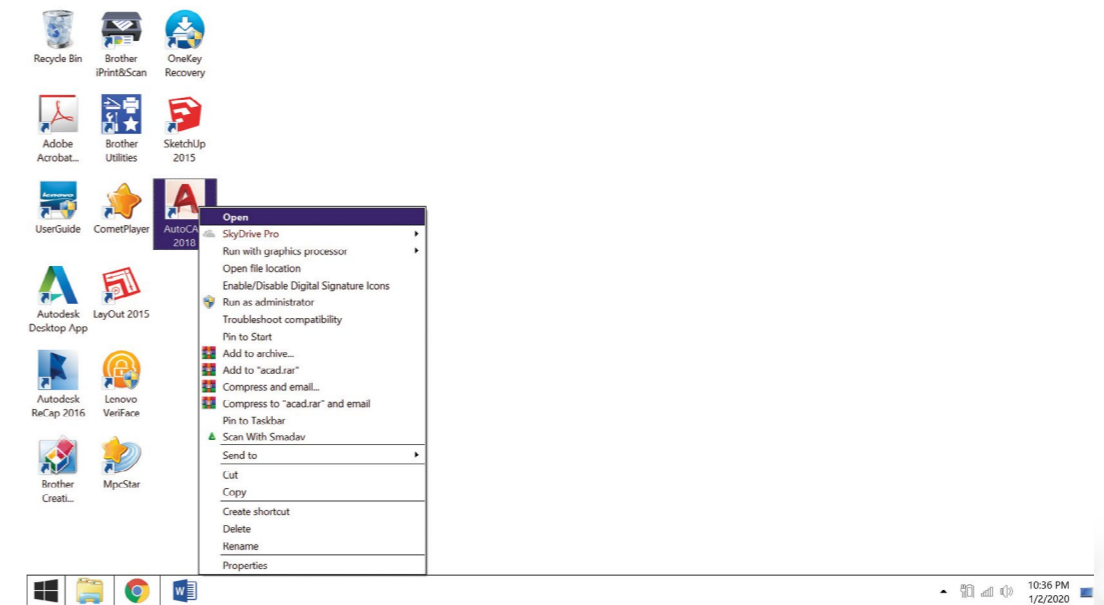 Recycle Bin
Brother
iPrint&Scan
OneKey
Recovery
Adobe
Acrobat...
Brother
Utilities
SketchUp
2015
lenovo
UserGuide
CometPlayer
AutoCA
2018
Autodesk
Desktop App
LayOut 2015
Autodesk
ReCap 2016
Lenovo
VeriFace
Brother
Creati...
MpcStar
Open
SkyDrive Pro
Run with graphics processor
Open file location
Enable/Disable Digital Signature Icons
Run as administrator
Troubleshoot compatibility
Pin to Start
Add to archive...
Add to "acad.rar"
Compress and email...
Compress to "acad.rar" and email
Pin to Taskbar
Scan With Smadav
Send to
Cut
Copy
Create shortcut
Delete
Rename
Properties
10:36 PM
1/2/2020